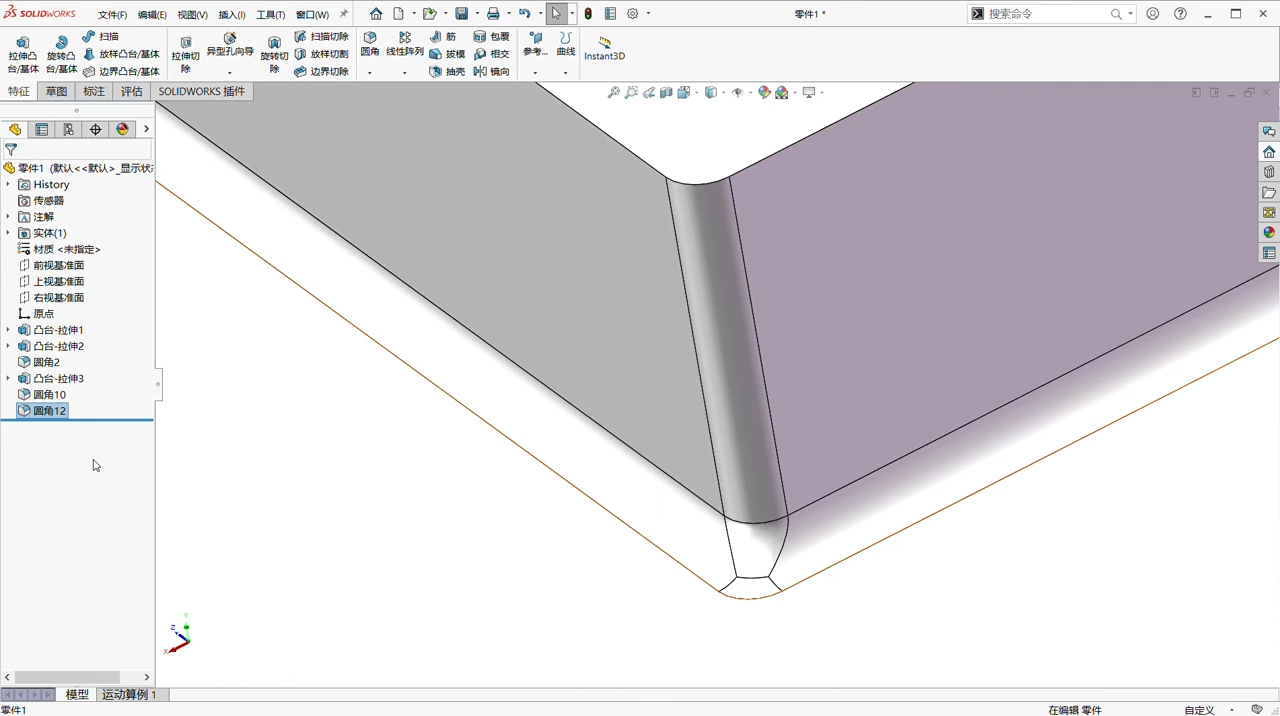 SOLIDWORKS 文件(F) 编辑(E) 视图(V) 插入(I) 工具(T) 窗口(W) 零件1 * 搜索命令
拉伸凸台/基体 旋转凸台/基体 扫描 放样凸台/基体 边界凸台/基体 拉伸切除 异型孔向导 旋转切除 扫描切除 放样切割 边界切除 圆角 线性阵列 筋 拔模 抽壳 包覆 相交 镜向 参考... 曲线 Instant3D
特征 草图 标注 评估 SOLIDWORKS 插件
零件1 (默认<<默认>_显示状
History
传感器
注解
实体(1)
材质 <未指定>
前视基准面
上视基准面
右视基准面
原点
凸台-拉伸1
凸台-拉伸2
圆角2
凸台-拉伸3
圆角10
圆角12
Y
Z
X
模型 运动算例 1
零件1 在编辑 零件 自定义